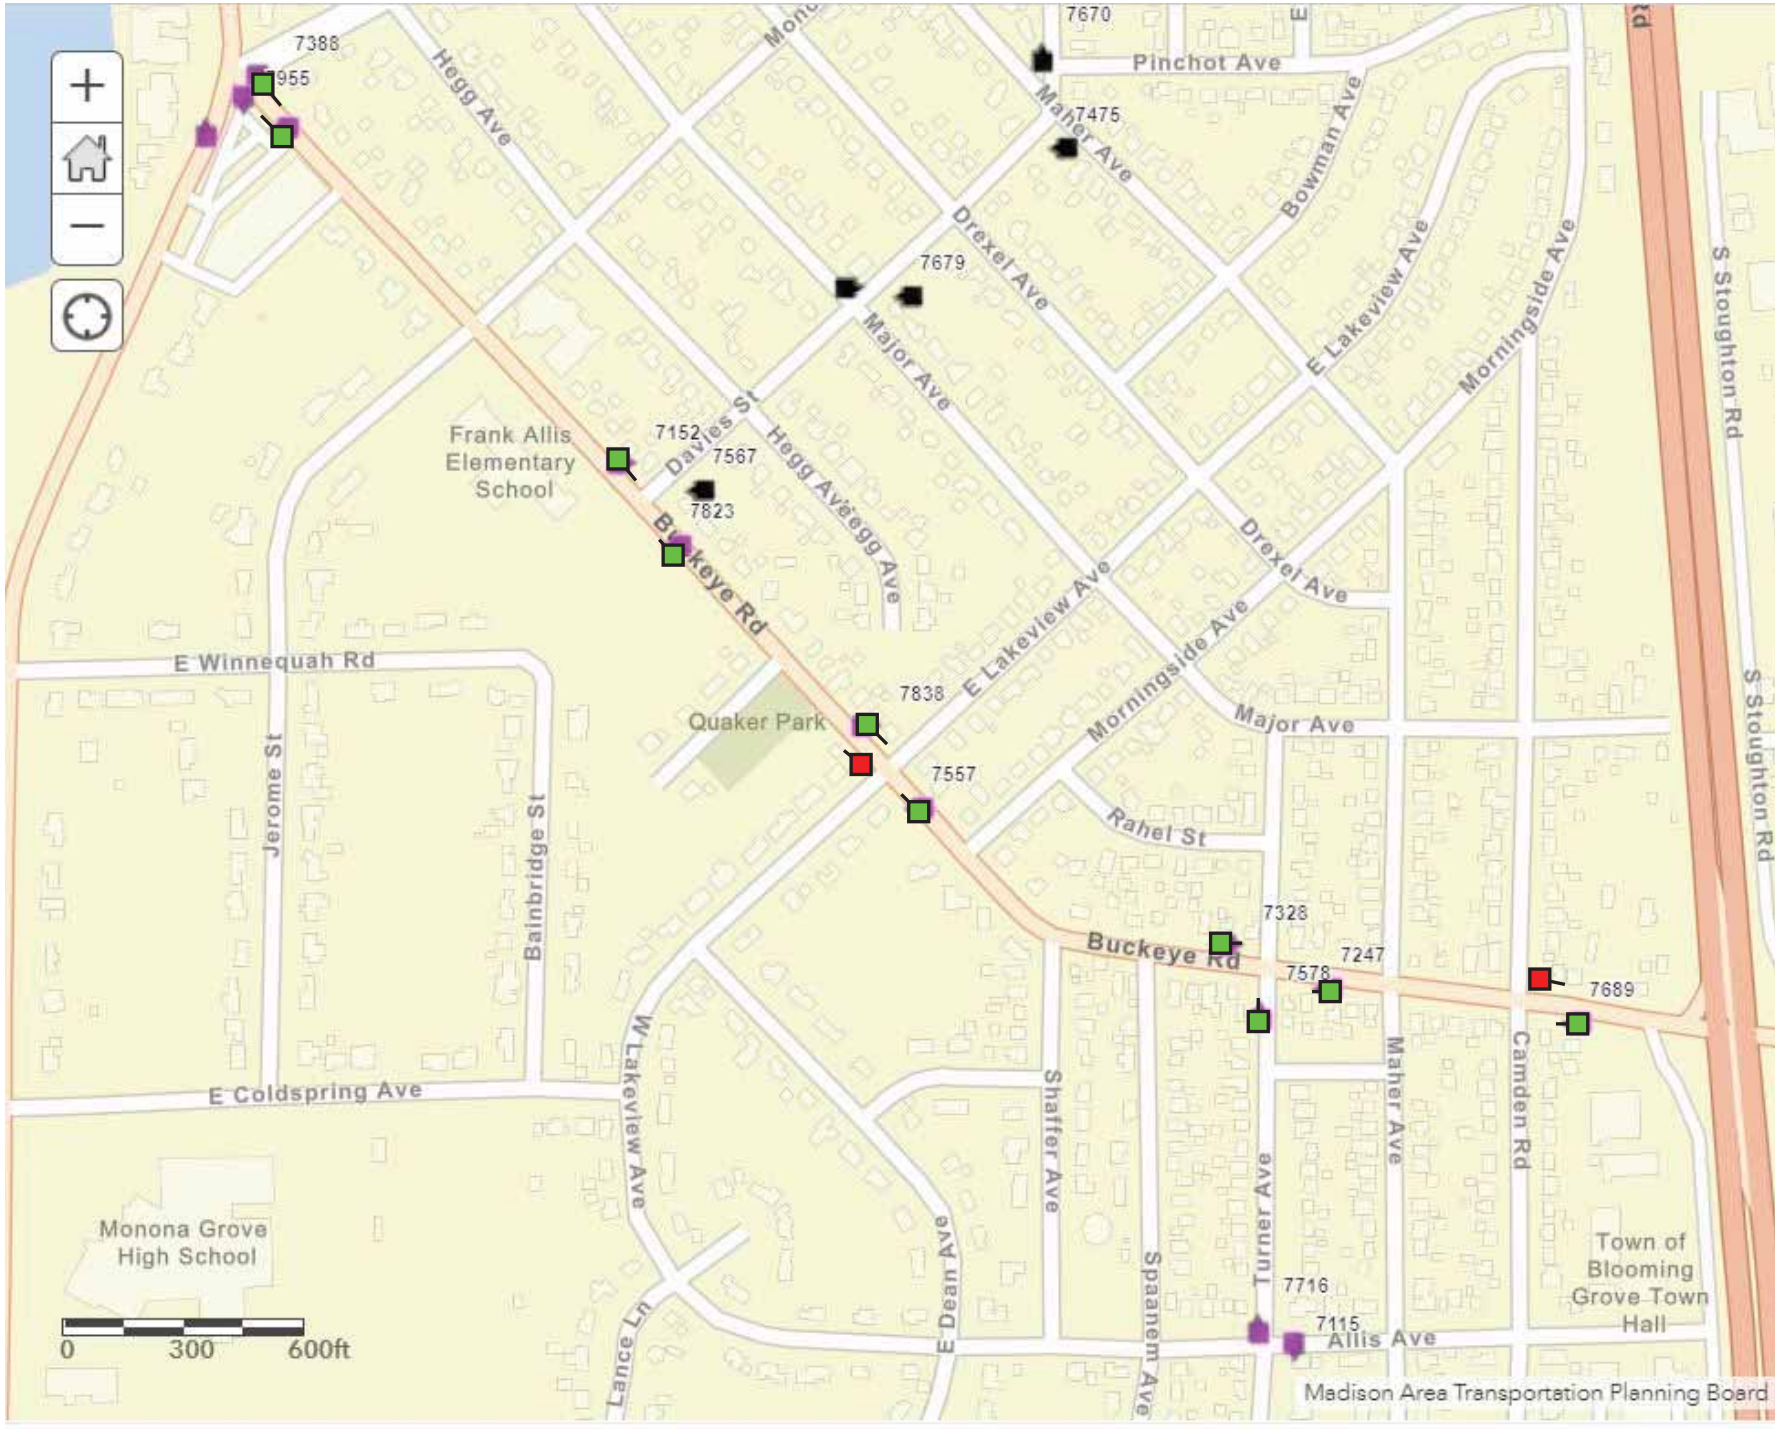 7670
Rd
E
Mono
7388
Pinchot Ave
Hegg Ave
7955
Maher Ave
7475
Bowman Ave
Drexel Ave
E Lakeview Ave
Morningside Ave
S Stoughton Rd
7679
Major Ave
Davies St
Frank Allis
Elementary
School
7152
7567
Hegg Ave
Hegg Ave
7823
Buckeye Rd
Drexel Ave
E Lakeview Ave
Morningside Ave
E Winnequah Rd
7838
Quaker Park
Major Ave
S Stoughton Rd
Jerome St
7557
Bainbridge St
Rahel St
7328
Buckeye Rd
7247
7578
7689
W Lakeview Ave
Maher Ave
Camden Rd
E Coldspring Ave
Shaffer Ave
Turner Ave
Monona Grove
High School
E Dean Ave
Spaanem Ave
Town of
Blooming
Grove Town
Hall
7716
7115
Allis Ave
Lance Ln
0 300 600ft
Madison Area Transportation Planning Board